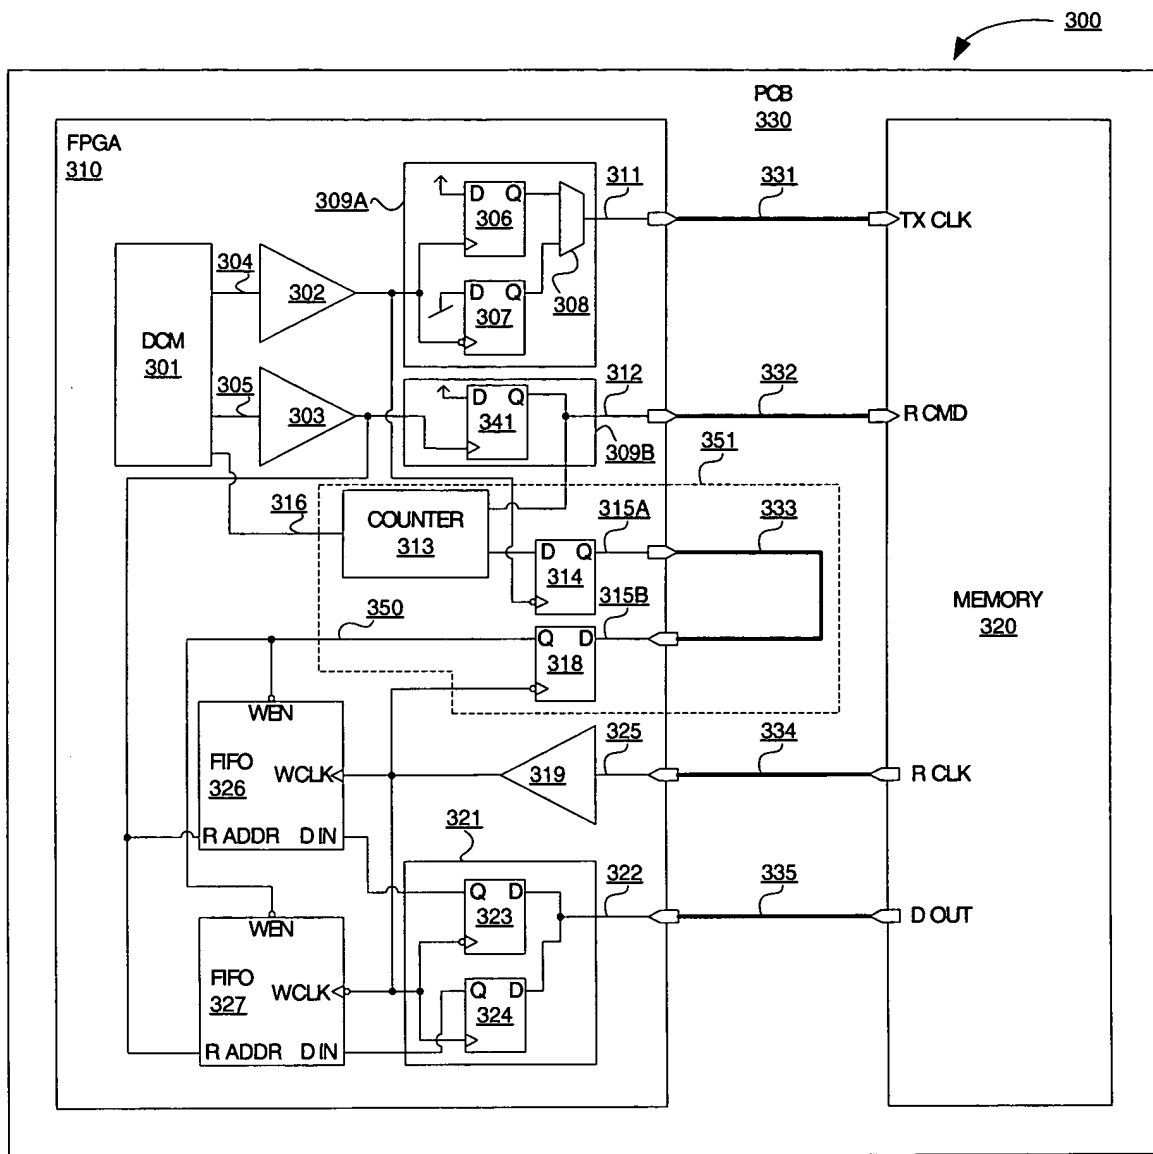 300
PCB
330
FPGA
310
309A
D Q
306
311
331
TX CLK
304
302
D Q
307
308
DCM
301
305
303
D Q
341
312
332
R CMD
309B
351
316
COUNTER
313
315A
333
D Q
314
315B
350
Q D
318
MEMORY
320
WEN
FIFO
326
WCLK
R ADDR D IN
319
325
334
R CLK
321
Q D
323
322
335
D OUT
WEN
FIFO
327
WCLK
R ADDR D IN
Q D
324